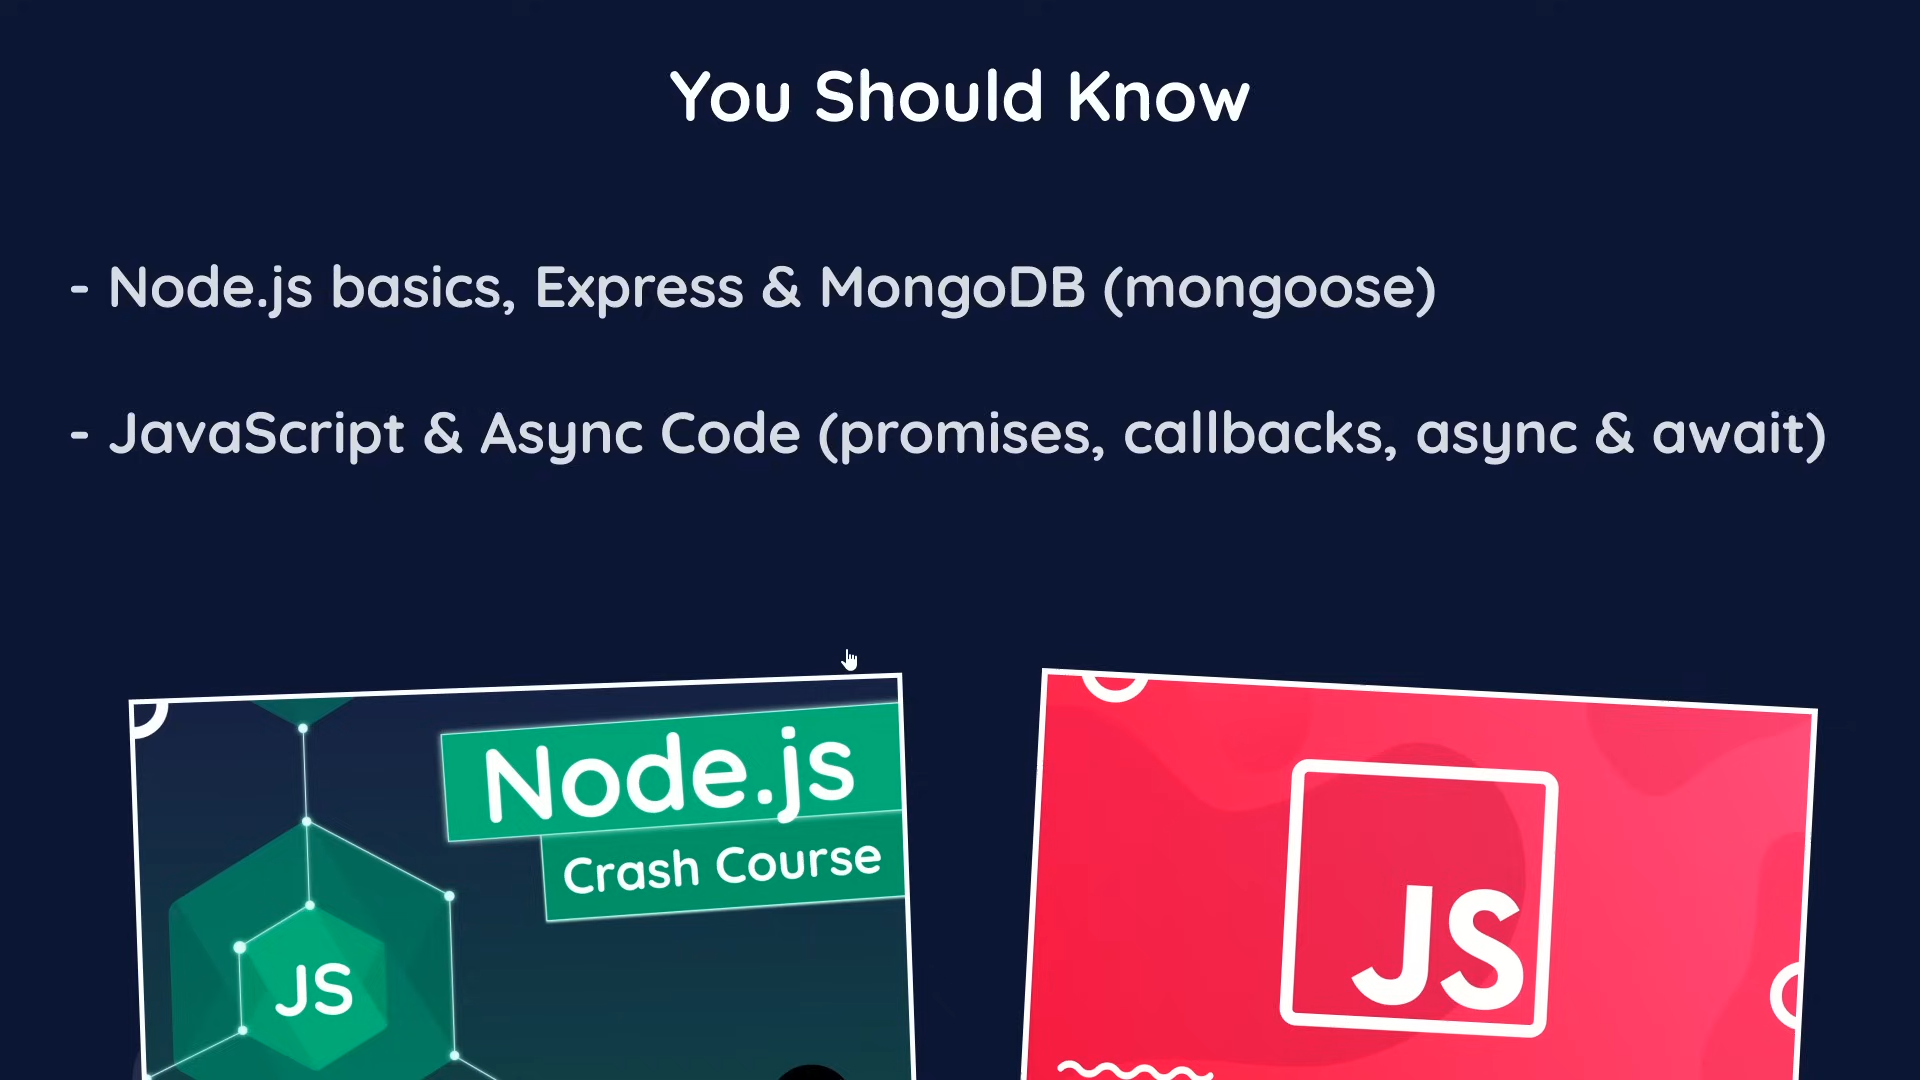 You Should Know
- Node.js basics, Express & MongoDB (mongoose)
- JavaScript & Async Code (promises, callbacks, async & await)
Node.js
Crash Course
JS
JS